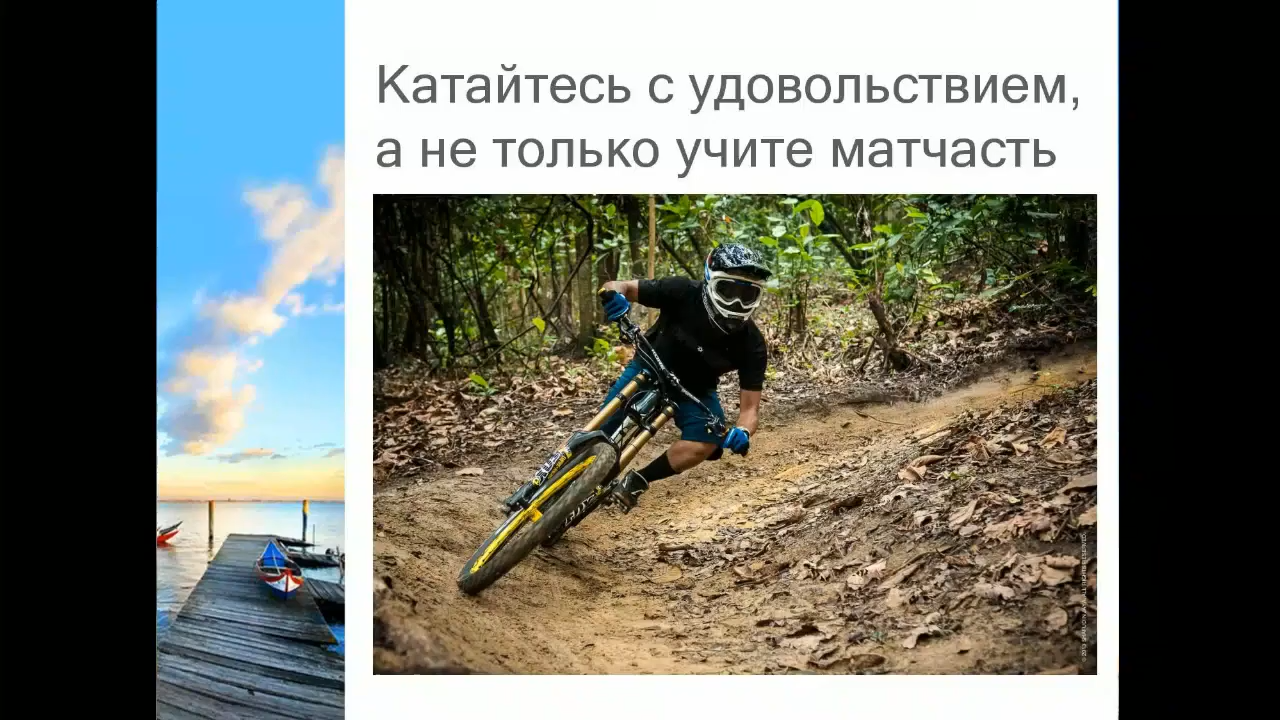 Катайтесь с удовольствием,
а не только учите матчасть